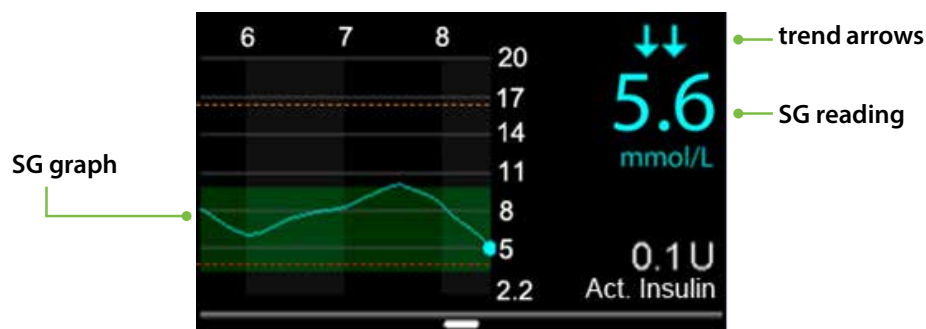 6 7 8
20
17
14
11
8
5
2.2
5.6
mmol/L
0.1 U
Act. Insulin
trend arrows
SG reading
SG graph